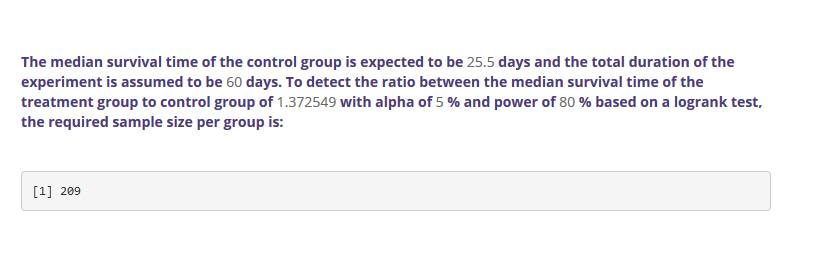 The median survival time of the control group is expected to be 25.5 days and the total duration of the
experiment is assumed to be 60 days. To detect the ratio between the median survival time of the
treatment group to control group of 1.372549 with alpha of 5 % and power of 80 % based on a logrank test,
the required sample size per group is:
[1] 209